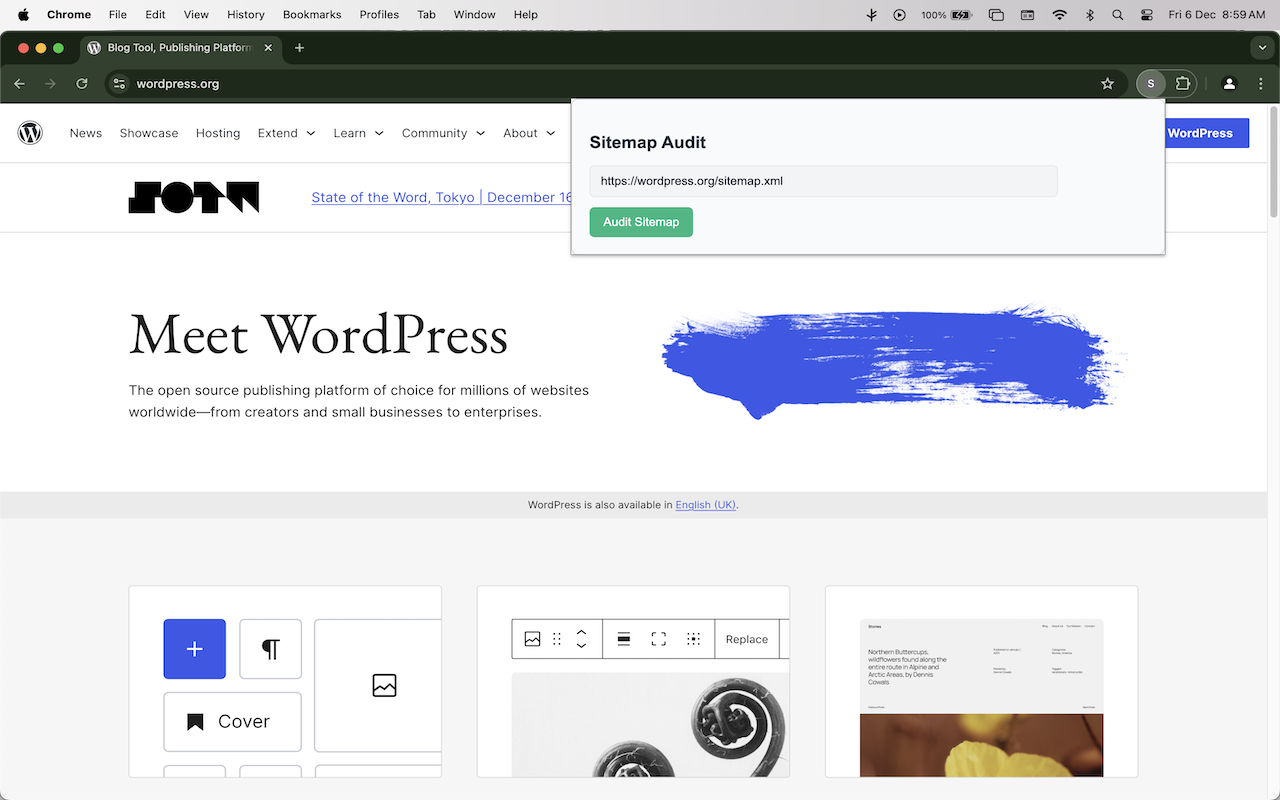 Chrome File Edit View History Bookmarks Profiles Tab Window Help 100% Fri 6 Dec 8:59 AM
Blog Tool, Publishing Platform
wordpress.org S
News Showcase Hosting Extend Learn Community About
WordPress
Sitemap Audit
https://wordpress.org/sitemap.xml
Audit Sitemap
SOTW
State of the Word, Tokyo | December 16
Meet WordPress
The open source publishing platform of choice for millions of websites
worldwide—from creators and small businesses to enterprises.
WordPress is also available in English (UK).
Cover
Replace
Stories
Northern Buttercups,
wildflowers found along the
entire route in Alpine and
Arctic Areas, by Dennis
Cowals